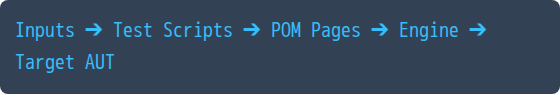 Inputs ➔ Test Scripts ➔ POM Pages ➔ Engine ➔
Target AUT